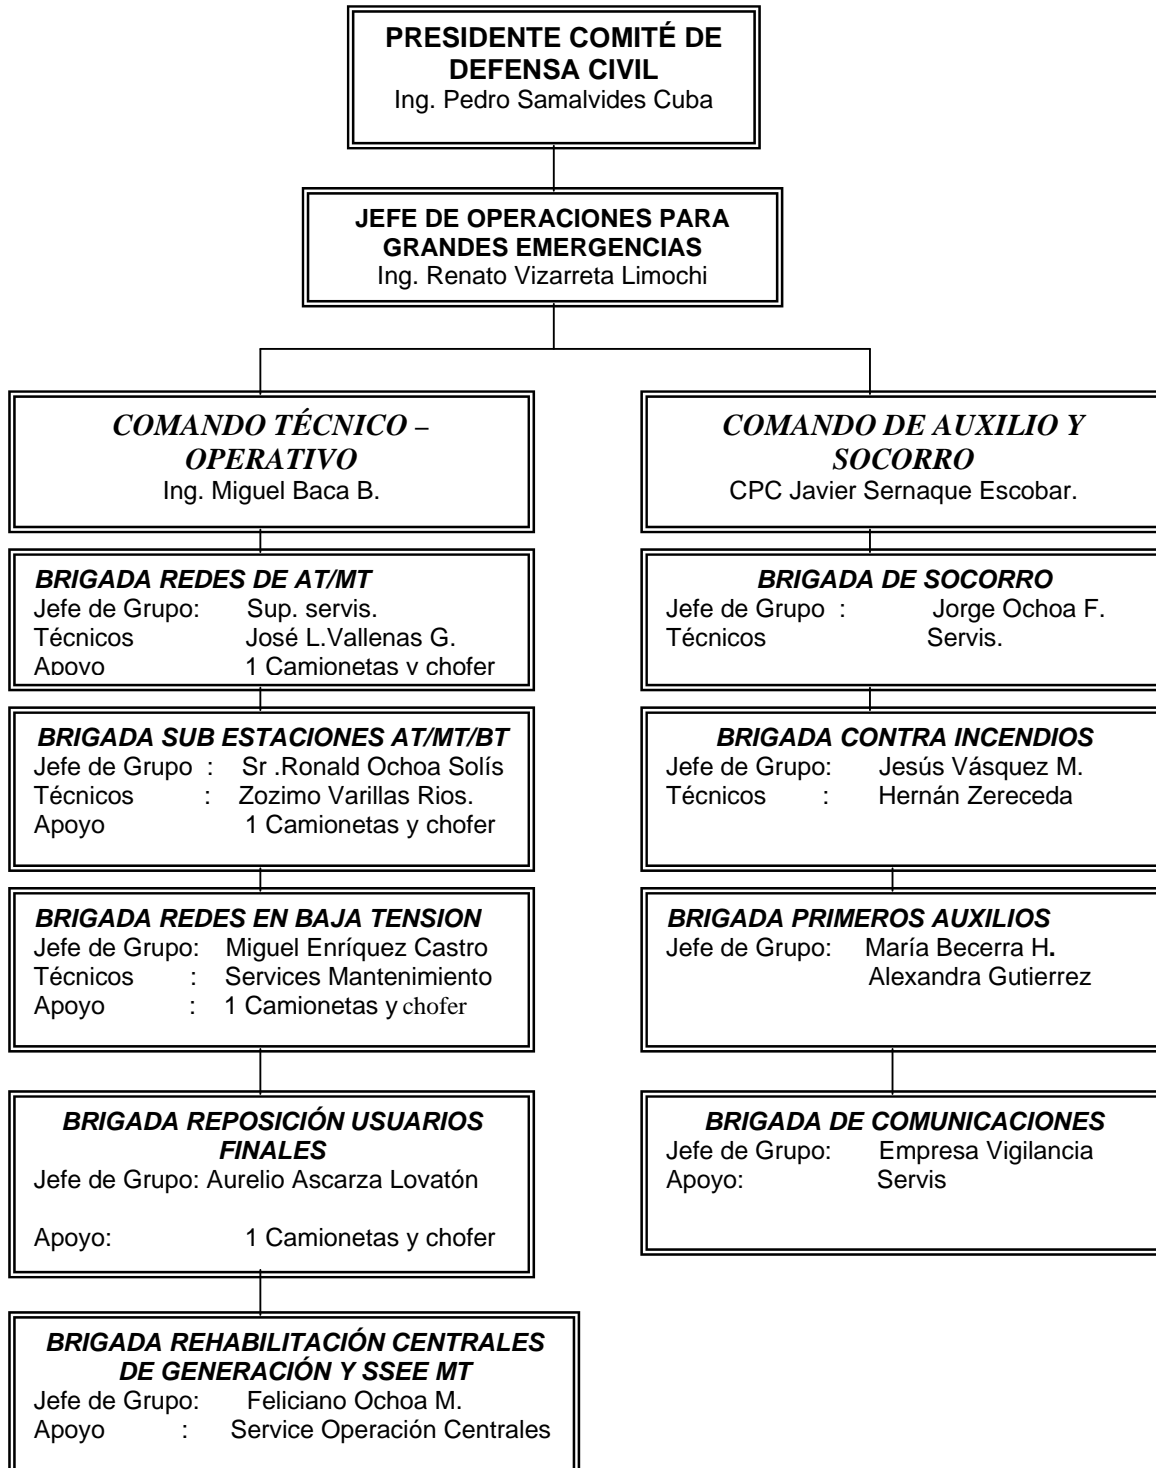 PRESIDENTE COMITÉ DE
DEFENSA CIVIL
Ing. Pedro Samalvides Cuba
JEFE DE OPERACIONES PARA
GRANDES EMERGENCIAS
Ing. Renato Vizarreta Limochi
COMANDO TÉCNICO –
OPERATIVO
Ing. Miguel Baca B.
BRIGADA REDES DE AT/MT
Jefe de Grupo: Sup. servis.
Técnicos José L.Vallenas G.
Apoyo 1 Camionetas y chofer
BRIGADA SUB ESTACIONES AT/MT/BT
Jefe de Grupo : Sr .Ronald Ochoa Solís
Técnicos : Zozimo Varillas Rios.
Apoyo 1 Camionetas y chofer
BRIGADA REDES EN BAJA TENSION
Jefe de Grupo: Miguel Enríquez Castro
Técnicos : Services Mantenimiento
Apoyo : 1 Camionetas y chofer
BRIGADA REPOSICIÓN USUARIOS
FINALES
Jefe de Grupo: Aurelio Ascarza Lovatón
Apoyo: 1 Camionetas y chofer
BRIGADA REHABILITACIÓN CENTRALES
DE GENERACIÓN Y SSEE MT
Jefe de Grupo: Feliciano Ochoa M.
Apoyo : Service Operación Centrales
COMANDO DE AUXILIO Y
SOCORRO
CPC Javier Sernaque Escobar.
BRIGADA DE SOCORRO
Jefe de Grupo : Jorge Ochoa F.
Técnicos Servis.
BRIGADA CONTRA INCENDIOS
Jefe de Grupo: Jesús Vásquez M.
Técnicos : Hernán Zereceda
BRIGADA PRIMEROS AUXILIOS
Jefe de Grupo: María Becerra H.
Alexandra Gutierrez
BRIGADA DE COMUNICACIONES
Jefe de Grupo: Empresa Vigilancia
Apoyo: Servis